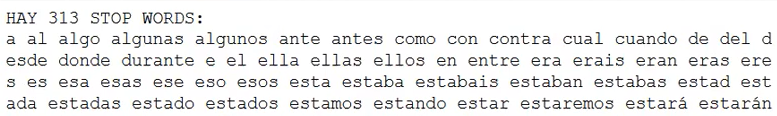 HAY 313 STOP WORDS:
a al algo algunas algunos ante antes como con contra cual cuando de del d
esde donde durante e el ella ellas ellos en entre era erais eran eras ere
s es esa esas ese eso esos esta estaba estabais estaban estabas estad est
ada estadas estado estados estamos estando estar estaremos estará estarán